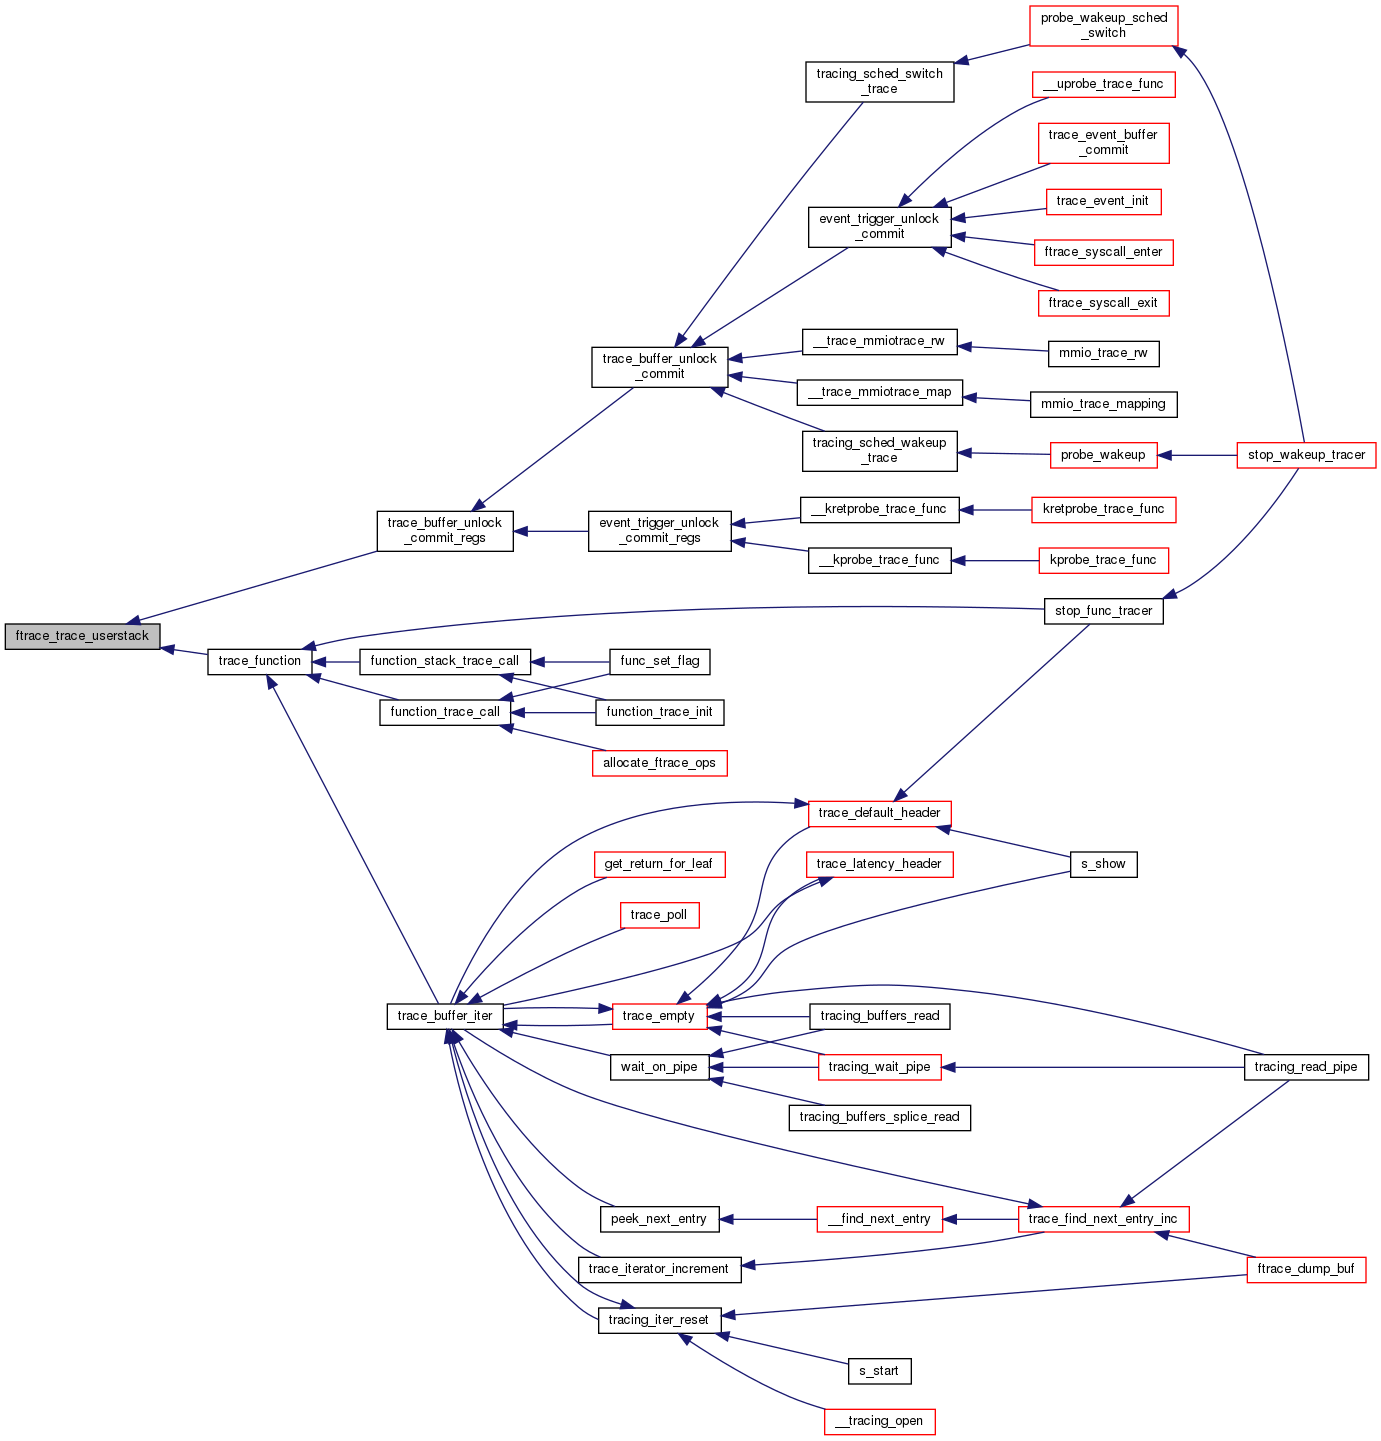 probe_wakeup_sched
_switch
tracing_sched_switch
_trace
__uprobe_trace_func
trace_event_buffer
_commit
trace_event_init
event_trigger_unlock
_commit
ftrace_syscall_enter
ftrace_syscall_exit
__trace_mmiotrace_rw
mmio_trace_rw
trace_buffer_unlock
_commit
__trace_mmiotrace_map
mmio_trace_mapping
tracing_sched_wakeup
_trace
probe_wakeup
stop_wakeup_tracer
trace_buffer_unlock
_commit_regs
event_trigger_unlock
_commit_regs
__kretprobe_trace_func
kretprobe_trace_func
__kprobe_trace_func
kprobe_trace_func
stop_func_tracer
ftrace_trace_userstack
trace_function
function_stack_trace_call
func_set_flag
function_trace_call
function_trace_init
allocate_ftrace_ops
trace_default_header
get_return_for_leaf
trace_latency_header
s_show
trace_poll
trace_buffer_iter
trace_empty
tracing_buffers_read
wait_on_pipe
tracing_wait_pipe
tracing_read_pipe
tracing_buffers_splice_read
peek_next_entry
__find_next_entry
trace_find_next_entry_inc
trace_iterator_increment
ftrace_dump_buf
tracing_iter_reset
s_start
__tracing_open